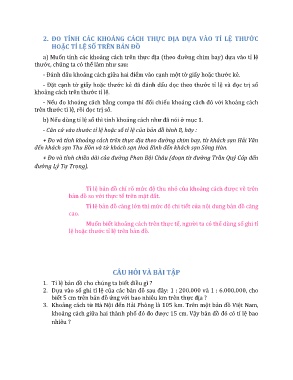 2. ĐO TÍNH CÁC KHOẢNG CÁCH THỰC ĐỊA DỰA VÀO TỈ LỆ THƯỚC
HOẶC TỈ LỆ SỐ TRÊN BẢN ĐỒ
a) Muốn tính các khoảng cách trên thực địa (theo đường chim bay) dựa vào tỉ lệ
thước, chúng ta có thể làm như sau:
- Đánh dấu khoảng cách giữa hai điểm vào cạnh một tờ giấy hoặc thước kẻ.
- Đặt cạnh tờ giấy hoặc thước kẻ đã đánh dấu dọc theo thước tỉ lệ và đọc trị số
khoảng cách trên thước tỉ lệ.
- Nếu đo khoảng cách bằng compa thì đối chiếu khoảng cách đó với khoảng cách
trên thước tỉ lệ, rồi đọc trị số.
b) Nếu dùng tỉ lệ số thì tính khoảng cách như đã nói ở mục 1.
- Căn cứ vào thước tỉ lệ hoặc số tỉ lệ của bản đồ hình 8, hãy :
+ Đo và tính khoảng cách trên thực địa theo đường chim bay, từ khách sạn Hải Vân
đến khách sạn Thu Bồn và từ khách sạn Hoà Bình đến khách sạn Sông Hàn.
+ Đo và tính chiều dài của đường Phan Bội Châu (đoạn từ đường Trần Quý Cáp đến
đường Lý Tự Trọng).
Tỉ lệ bản đồ chỉ rõ mức độ thu nhỏ của khoảng cách được vẽ trên
bản đồ so với thực tế trên mặt đất.
Tỉ lệ bản đồ càng lớn thì mức độ chi tiết của nội dung bản đồ càng
cao.
Muốn biết khoảng cách trên thực tế, người ta có thể dùng số ghi tỉ
lệ hoặc thước tỉ lệ trên bản đồ.
CÂU HỎI VÀ BÀI TẬP
1. Tỉ lệ bản đồ cho chúng ta biết điều gì ?
2. Dựa vào số ghi tỉ lệ của các bản đồ sau đây: 1 : 200.000 và 1 : 6.000.000, cho
biết 5 cm trên bản đồ ứng với bao nhiêu km trên thực địa ?
3. Khoảng cách từ Hà Nội đến Hải Phòng là 105 km. Trên một bản đồ Việt Nam,
khoảng cách giữa hai thành phố đó đo được 15 cm. Vậy bản đồ đó có tỉ lệ bao
nhiêu ?